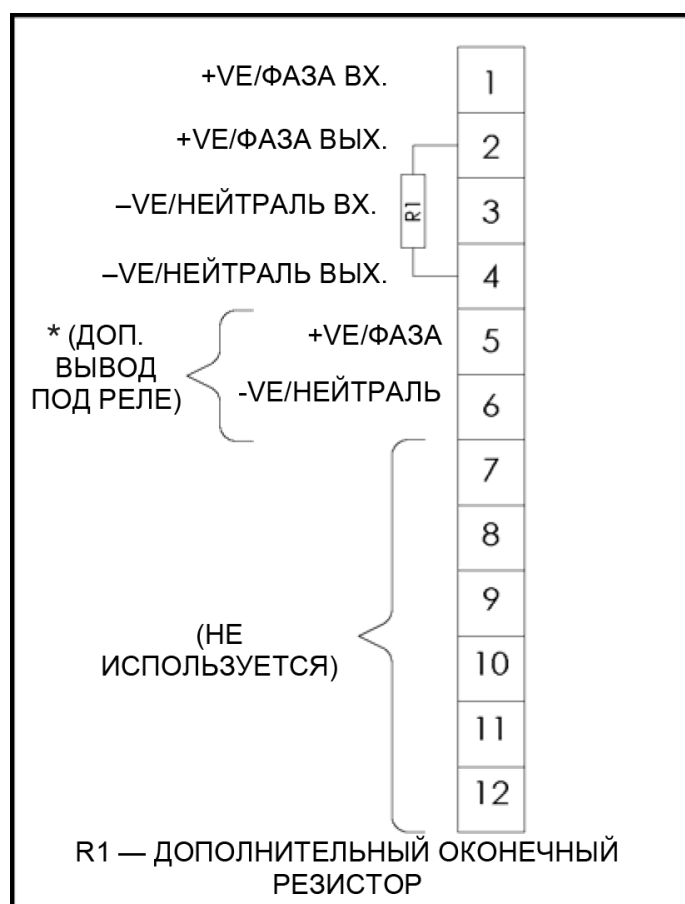 +VE/ФАЗА ВХ.
1
+VE/ФАЗА ВЫХ.
2
–VE/НЕЙТРАЛЬ ВХ.
R1
3
–VE/НЕЙТРАЛЬ ВЫХ.
4
* (ДОП.
ВЫВОД
ПОД РЕЛЕ)
+VE/ФАЗА
5
-VE/НЕЙТРАЛЬ
6
7
8
9
(НЕ
ИСПОЛЬЗУЕТСЯ)
10
11
12
R1 — ДОПОЛНИТЕЛЬНЫЙ ОКОНЕЧНЫЙ
РЕЗИСТОР